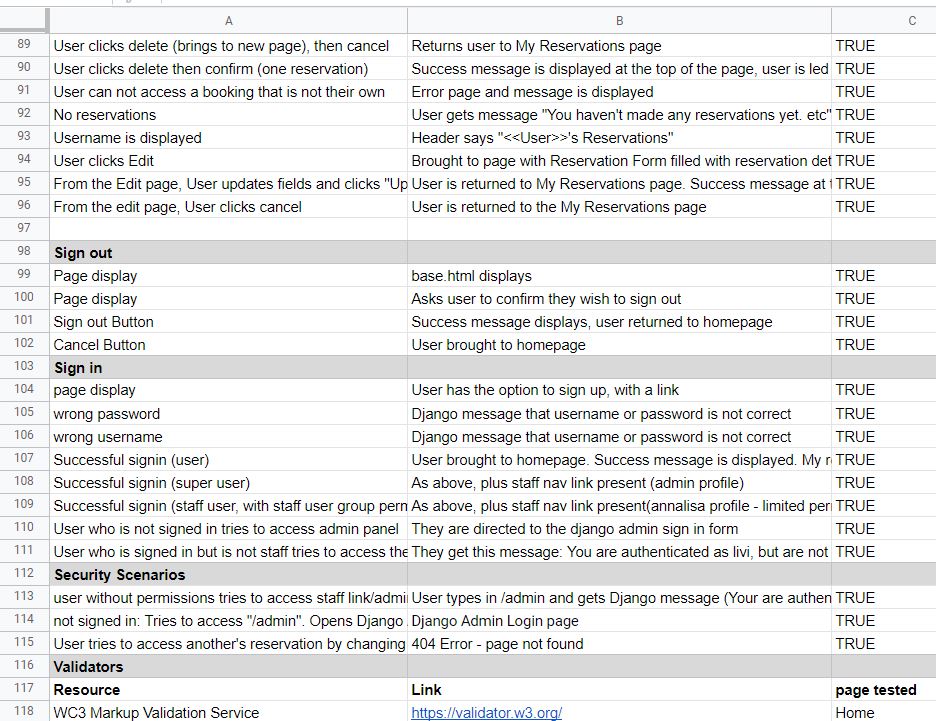 A B C
89 User clicks delete (brings to new page), then cancel Returns user to My Reservations page TRUE
90 User clicks delete then confirm (one reservation) Success message is displayed at the top of the page, user is led TRUE
91 User can not access a booking that is not their own Error page and message is displayed TRUE
92 No reservations User gets message "You haven't made any reservations yet. etc" TRUE
93 Username is displayed Header says "<<User>>'s Reservations" TRUE
94 User clicks Edit Brought to page with Reservation Form filled with reservation det TRUE
95 From the Edit page, User updates fields and clicks "Up User is returned to My Reservations page. Success message at t TRUE
96 From the edit page, User clicks cancel User is returned to the My Reservations page TRUE
97
98 Sign out
99 Page display base.html displays TRUE
100 Page display Asks user to confirm they wish to sign out TRUE
101 Sign out Button Success message displays, user returned to homepage TRUE
102 Cancel Button User brought to homepage TRUE
103 Sign in
104 page display User has the option to sign up, with a link TRUE
105 wrong password Django message that username or password is not correct TRUE
106 wrong username Django message that username or password is not correct TRUE
107 Successful signin (user) User brought to homepage. Success message is displayed. My r TRUE
108 Successful signin (super user) As above, plus staff nav link present (admin profile) TRUE
109 Successful signin (staff user, with staff user group perm As above, plus staff nav link present(annalisa profile - limited per TRUE
110 User who is not signed in tries to access admin panel They are directed to the django admin sign in form TRUE
111 User who is signed in but is not staff tries to access the They get this message: You are authenticated as livi, but are not TRUE
112 Security Scenarios
113 user without permissions tries to access staff link/admi User types in /admin and gets Django message (Your are authen TRUE
114 not signed in: Tries to access "/admin". Opens Django Django Admin Login page TRUE
115 User tries to access another's reservation by changing 404 Error - page not found TRUE
116 Validators
117 Resource Link page tested
118 WC3 Markup Validation Service https://validator.w3.org/ Home